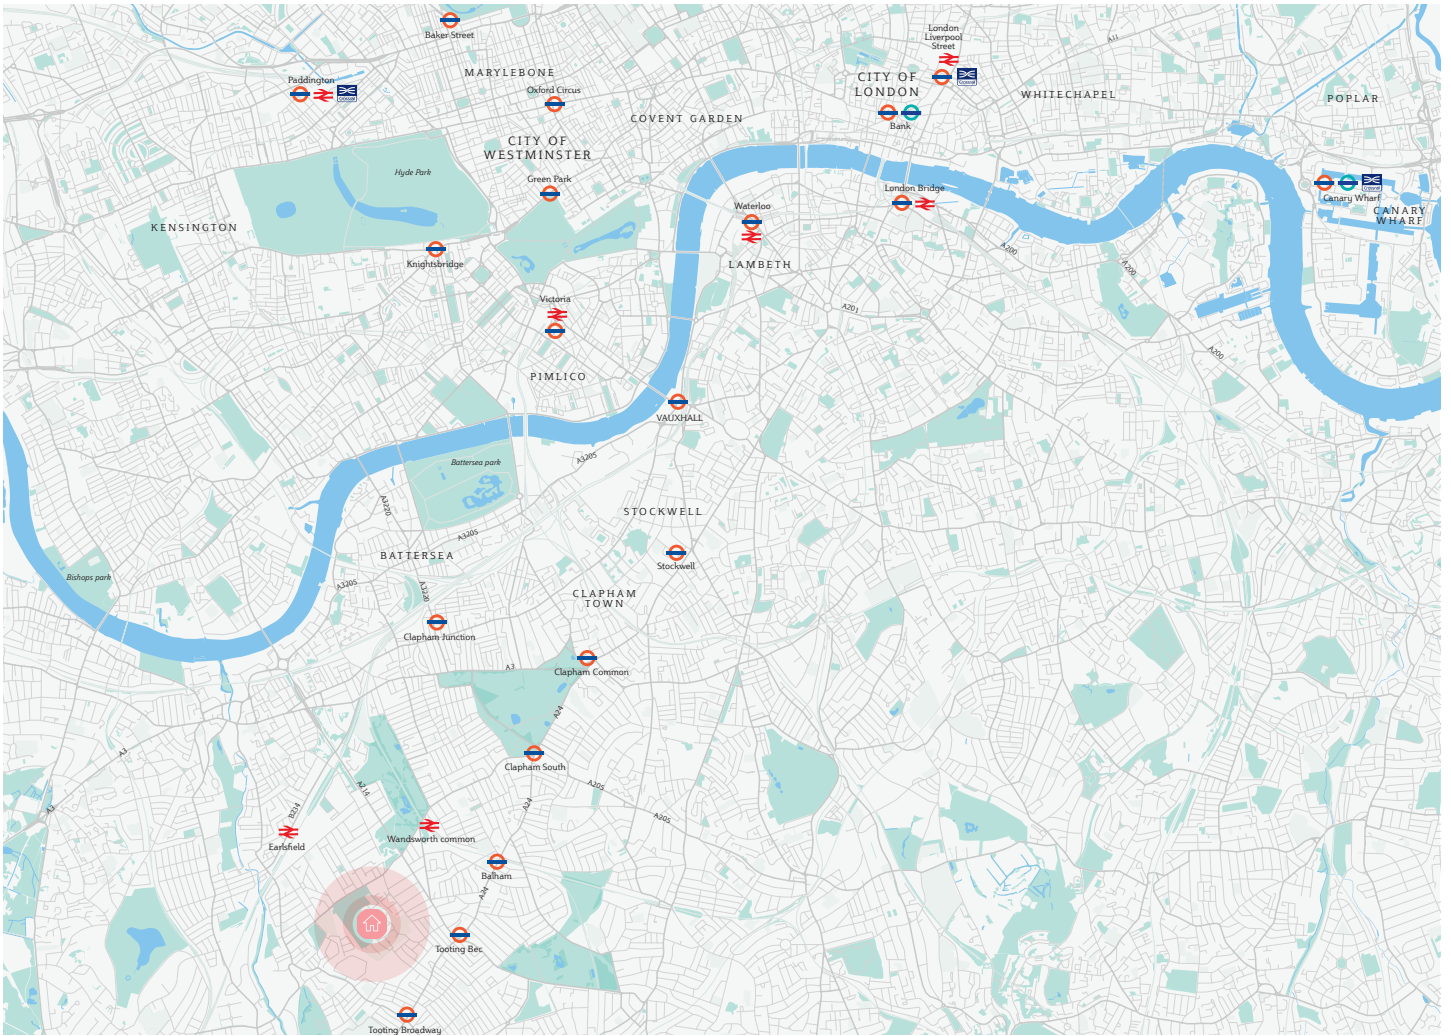 Baker Street
London
Liverpool
Street
A11
MARYLEBONE
Paddington
CITY OF
LONDON
Oxford Circus
WHITECHAPEL
POPLAR
COVENT GARDEN
Bank
CITY OF
WESTMINSTER
Hyde Park
Green Park
London Bridge
Canary Wharf
Waterloo
CANARY
WHARF
KENSINGTON
Knightsbridge
LAMBETH
A200
A200
Victoria
A201
A200
PIMLICO
VAUXHALL
Battersea park
A3205
A3220
STOCKWELL
A3205
BATTERSEA
Stockwell
Bishops park
A3205
A3220
CLAPHAM
TOWN
Clapham Junction
A3
Clapham Common
A24
A3
Clapham South
A214
A205
A3
B234
A24
A205
Earlsfield
Wandsworth common
Balham
A24
Tooting Bec
Tooting Broadway